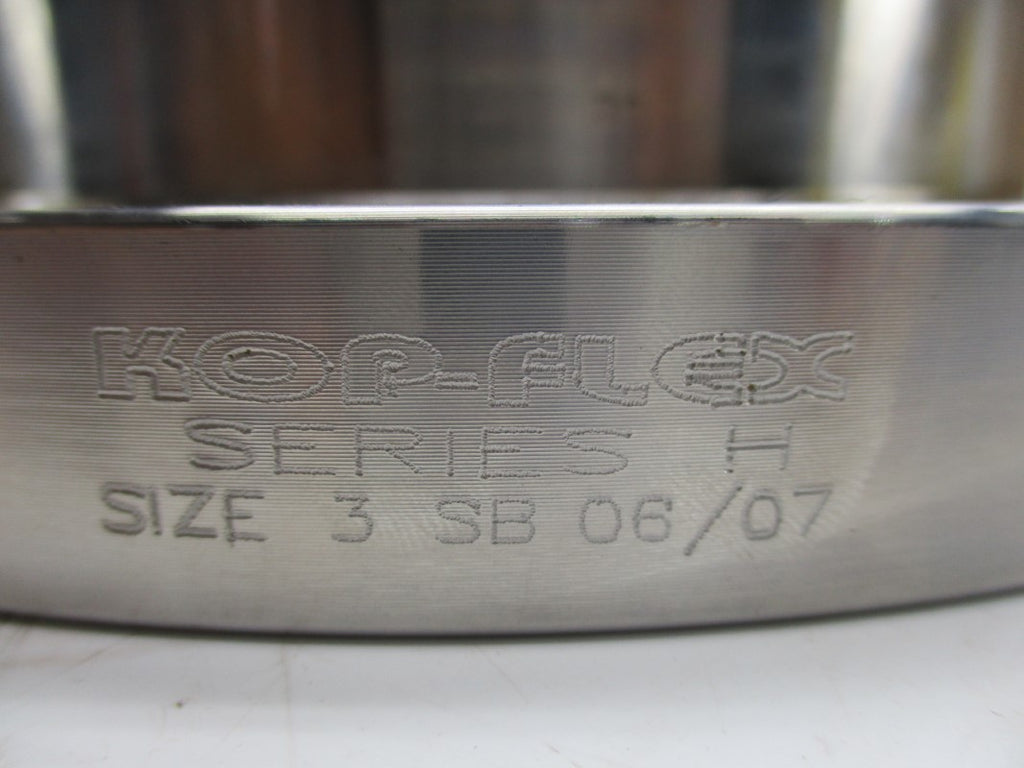 KOP-FLEX
SERIES H
SIZE 3 SB 06/07